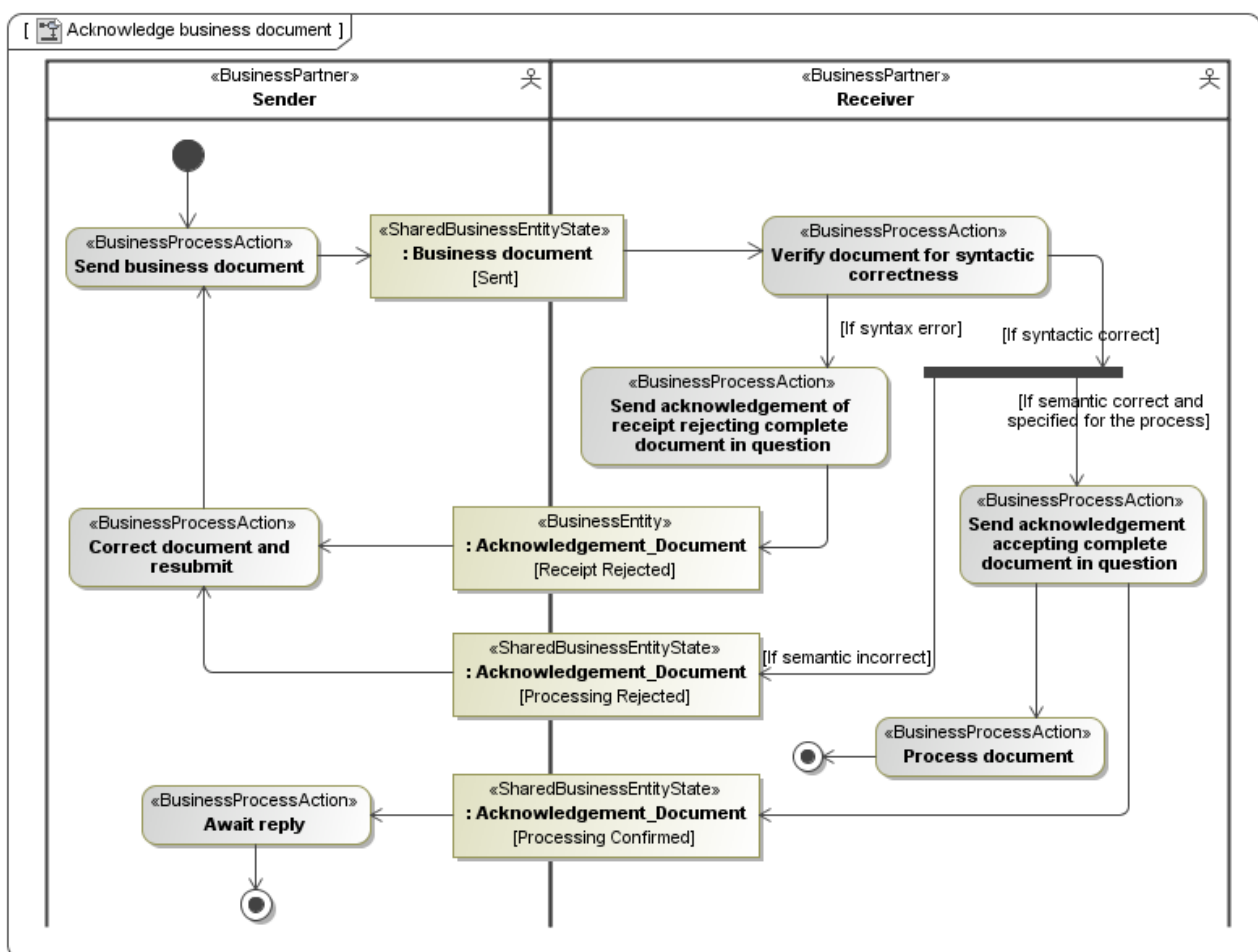 [ Acknowledge business document ]
«BusinessPartner»
Sender
«BusinessPartner»
Receiver
«BusinessProcessAction»
Send business document
«SharedBusinessEntityState»
: Business document
[Sent]
«BusinessProcessAction»
Verify document for syntactic
correctness
[If syntax error]
[If syntactic correct]
«BusinessProcessAction»
Send acknowledgement of
receipt rejecting complete
document in question
[If semantic correct and
specified for the process]
«BusinessProcessAction»
Correct document and
resubmit
«BusinessEntity»
: Acknowledgement_Document
[Receipt Rejected]
«BusinessProcessAction»
Send acknowledgement
accepting complete
document in question
«SharedBusinessEntityState»
: Acknowledgement_Document
[Processing Rejected]
[If semantic incorrect]
«BusinessProcessAction»
Process document
«BusinessProcessAction»
Await reply
«SharedBusinessEntityState»
: Acknowledgement_Document
[Processing Confirmed]